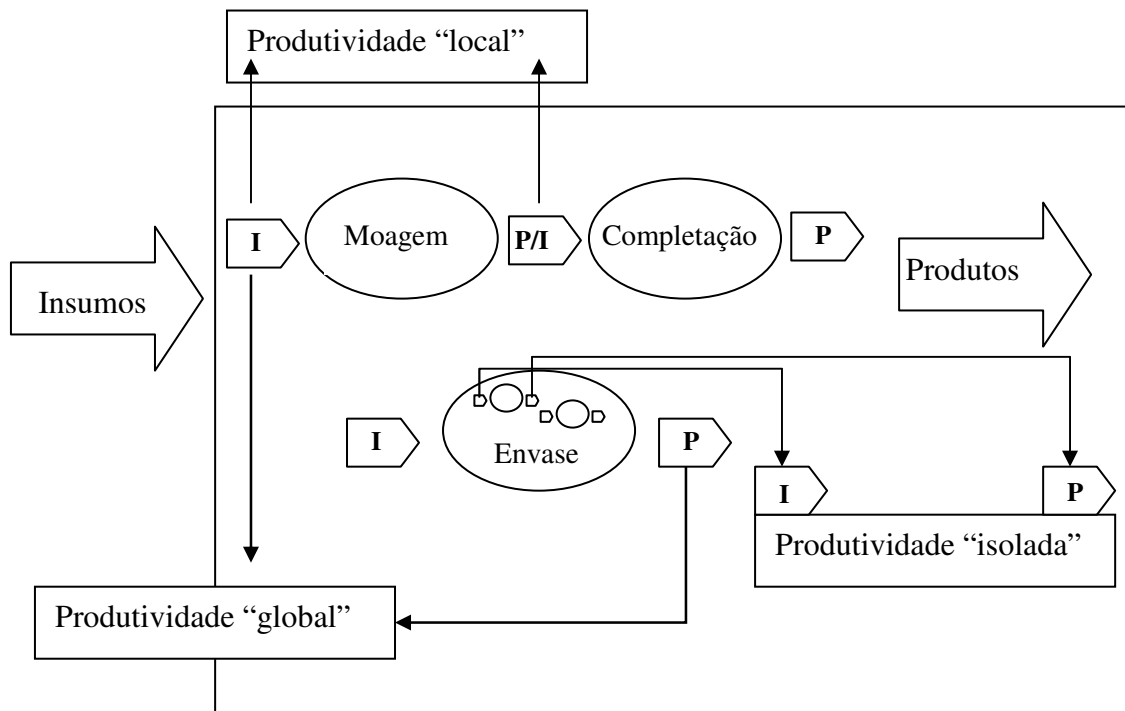 Produtividade “local”
I
Moagem
P/I
Completação
P
Insumos
Produtos
I
Envase
P
I
P
Produtividade “isolada”
Produtividade “global”